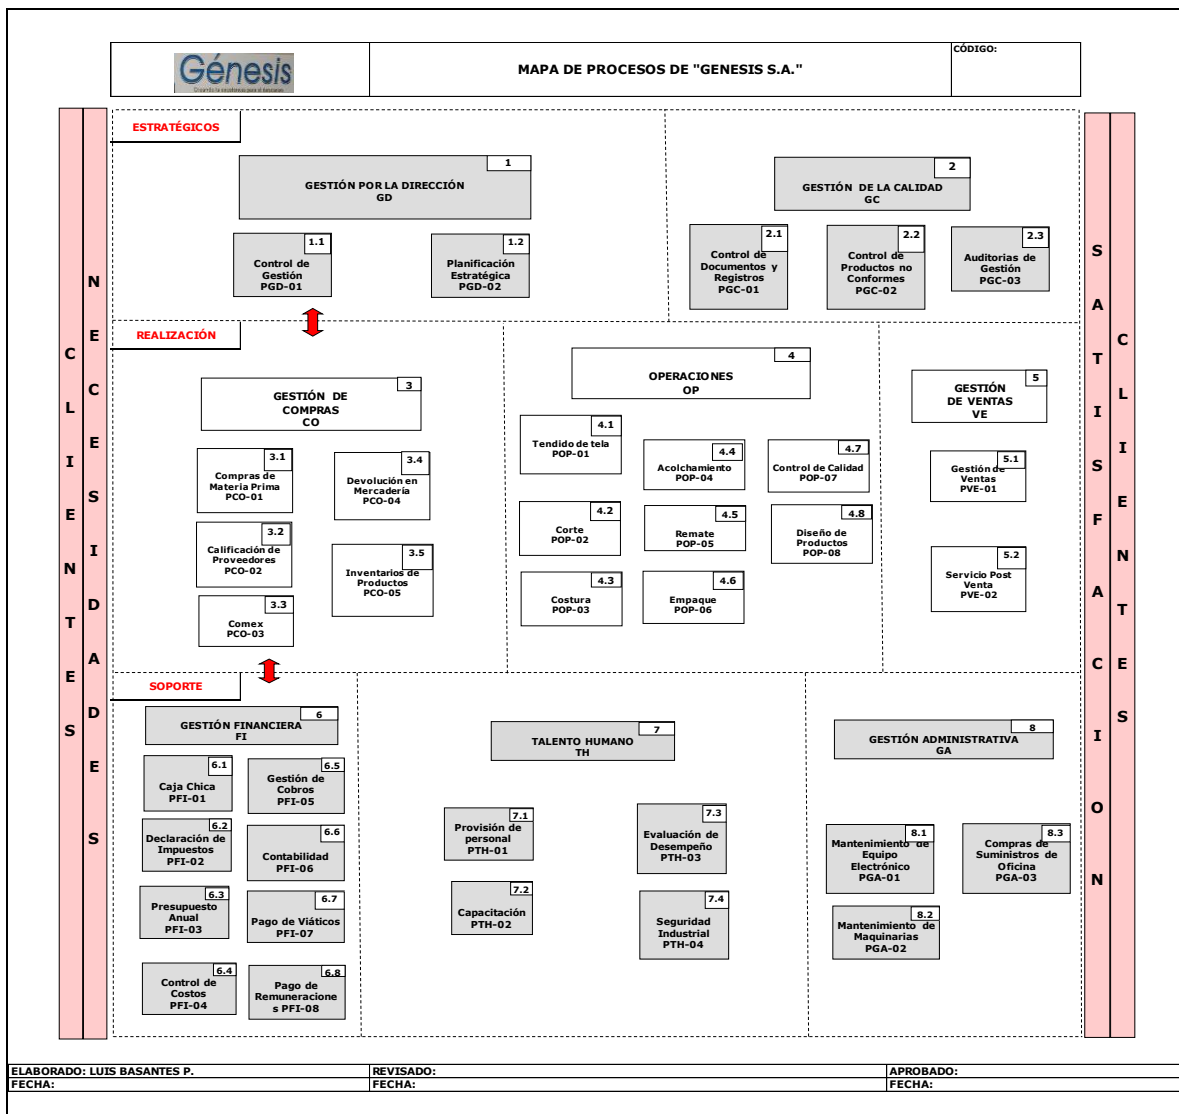 Génesis
MAPA DE PROCESOS DE "GENESIS S.A."
CÓDIGO:
CLIENTES
NECESIDADES
ESTRATÉGICOS
1
GESTIÓN POR LA DIRECCIÓN
GD
1.1
Control de
Gestión
PGD-01
1.2
Planificación
Estratégica
PGD-02
2
GESTIÓN DE LA CALIDAD
GC
2.1
Control de
Documentos y
Registros
PGC-01
2.2
Control de
Productos no
Conformes
PGC-02
2.3
Auditorias de
Gestión
PGC-03
REALIZACIÓN
3
GESTIÓN DE
COMPRAS
CO
3.1
Compras de
Materia Prima
PCO-01
3.2
Calificación de
Proveedores
PCO-02
3.3
Comex
PCO-03
3.4
Devolución en
Mercadería
PCO-04
3.5
Inventarios de
Productos
PCO-05
4
OPERACIONES
OP
4.1
Tendido de tela
POP-01
4.2
Corte
POP-02
4.3
Costura
POP-03
4.4
Acolchamiento
POP-04
4.5
Remate
POP-05
4.6
Empaque
POP-06
4.7
Control de Calidad
POP-07
4.8
Diseño de
Productos
POP-08
5
GESTIÓN
DE VENTAS
VE
5.1
Gestión de
Ventas
PVE-01
5.2
Servicio Post
Venta
PVE-02
SOPORTE
6
GESTIÓN FINANCIERA
FI
6.1
Caja Chica
PFI-01
6.2
Declaración de
Impuestos
PFI-02
6.3
Presupuesto
Anual
PFI-03
6.4
Control de
Costos
PFI-04
6.5
Gestión de
Cobros
PFI-05
6.6
Contabilidad
PFI-06
6.7
Pago de Viáticos
PFI-07
6.8
Pago de
Remuneracione
s PFI-08
7
TALENTO HUMANO
TH
7.1
Provisión de
personal
PTH-01
7.2
Capacitación
PTH-02
7.3
Evaluación de
Desempeño
PTH-03
7.4
Seguridad
Industrial
PTH-04
8
GESTIÓN ADMINISTRATIVA
GA
8.1
Mantenimiento de
Equipo
Electrónico
PGA-01
8.2
Mantenimiento de
Maquinarias
PGA-02
8.3
Compras de
Suministros de
Oficina
PGA-03
SATISFACION
CLIENTES
ELABORADO: LUIS BASANTES P.
REVISADO:
APROBADO:
FECHA:
FECHA:
FECHA: